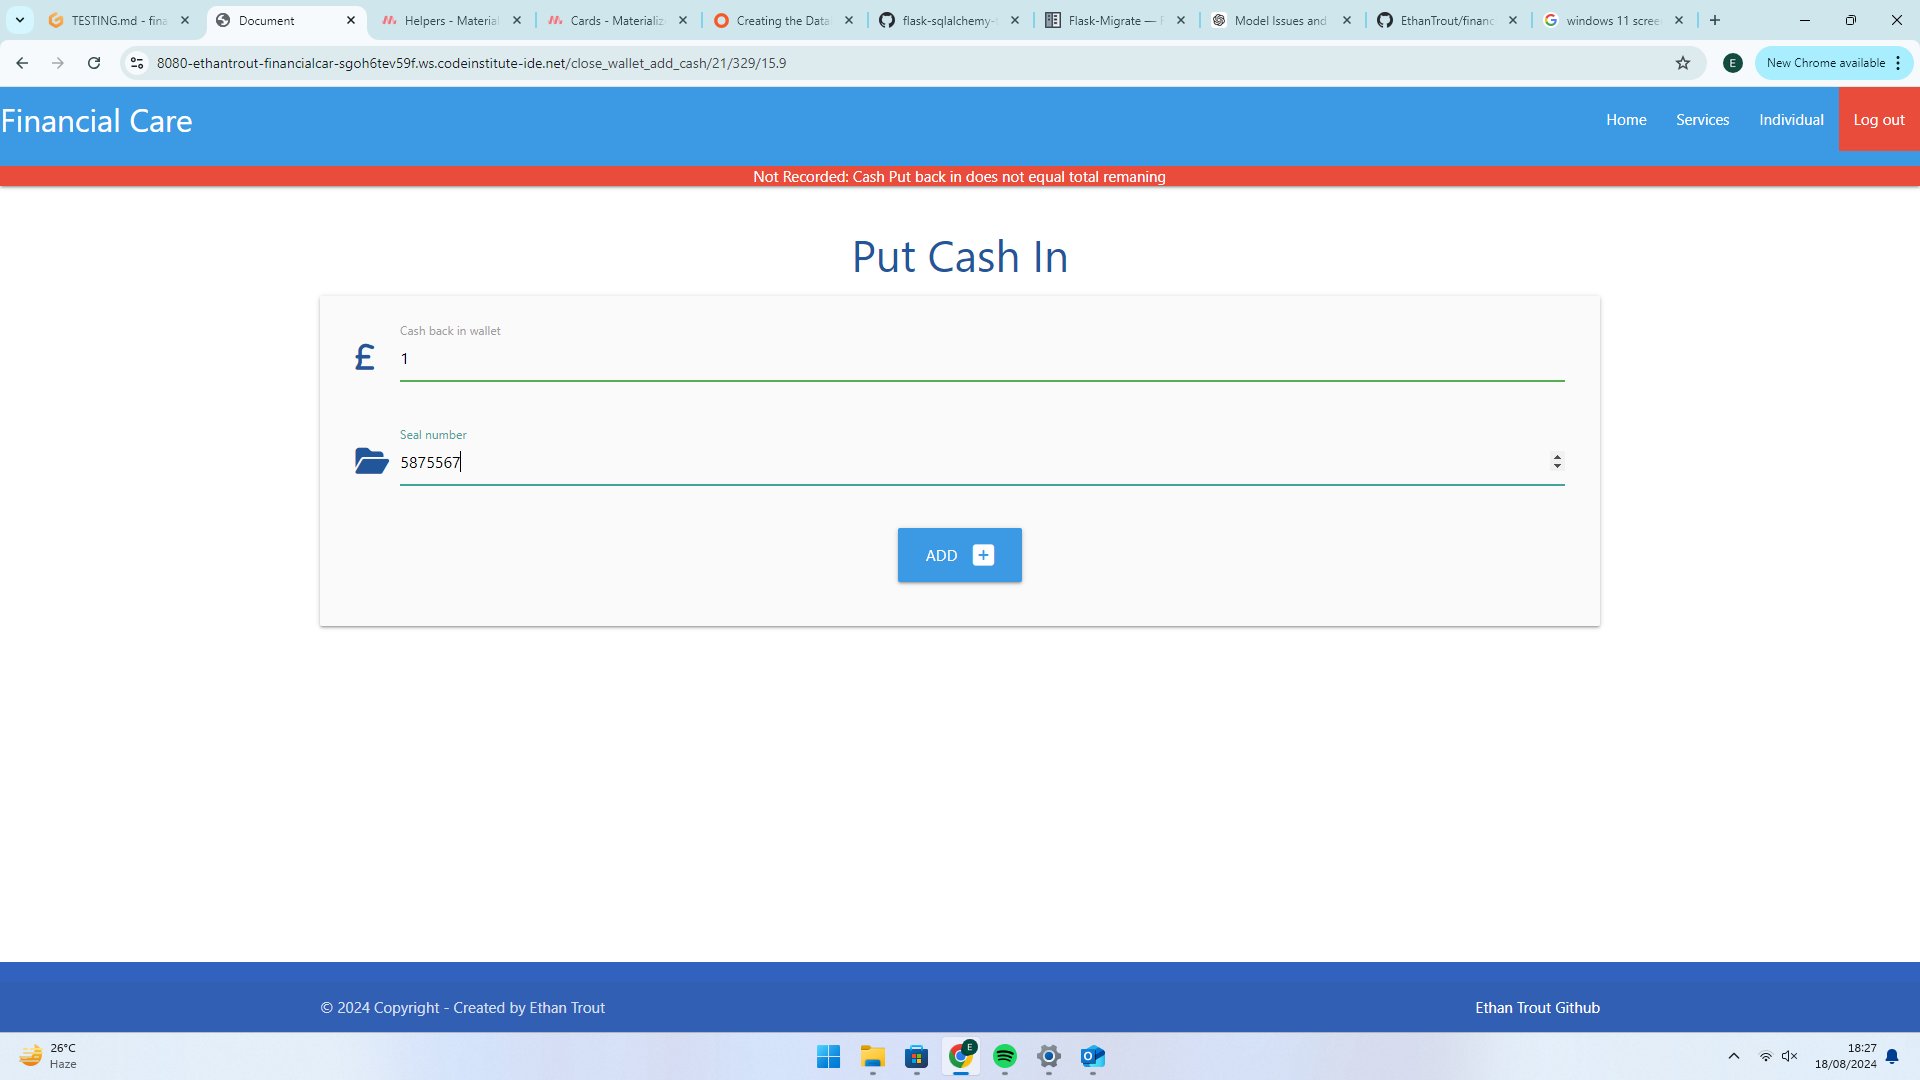 TESTING.md - fina
Document
Helpers - Material
Cards - Materializ
Creating the Data
flask-sqlalchemy-
Flask-Migrate —
Model Issues and
EthanTrout/financ
windows 11 scree
8080-ethantrout-financialcar-sgoh6tev59f.ws.codeinstitute-ide.net/close_wallet_add_cash/21/329/15.9
E
New Chrome available
Financial Care
Home
Services
Individual
Log out
Not Recorded: Cash Put back in does not equal total remaning
Put Cash In
Cash back in wallet
£
1
Seal number
5875567
ADD
© 2024 Copyright - Created by Ethan Trout
Ethan Trout Github
26°C
Haze
E
18:27
18/08/2024